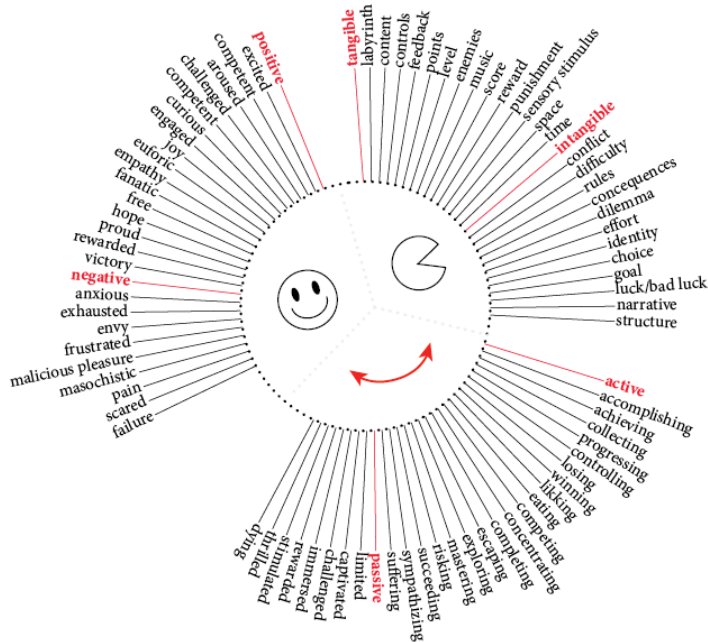 tangible
labyrinth
content
controls
feedback
points
level
enemies
music
score
reward
punishment
sensory stimulus
space
time
intangible
conflict
difficulty
rules
concequences
dilemma
effort
identity
choice
goal
luck/bad luck
narrative
structure
active
accomplishing
achieving
collecting
progressing
controlling
losing
winning
likking
eating
competing
concentrating
completing
escaping
exploring
mastering
risking
succeeding
sympathizing
suffering
passive
limited
captivated
challenged
immersed
rewarded
stimulated
thrilled
dying
positive
excited
competent
aroused
challenged
competent
curious
engaged
joy
euforic
empathy
fanatic
free
hope
proud
rewarded
victory
negative
anxious
exhausted
envy
frustrated
malicious pleasure
masochistic
pain
scared
failure